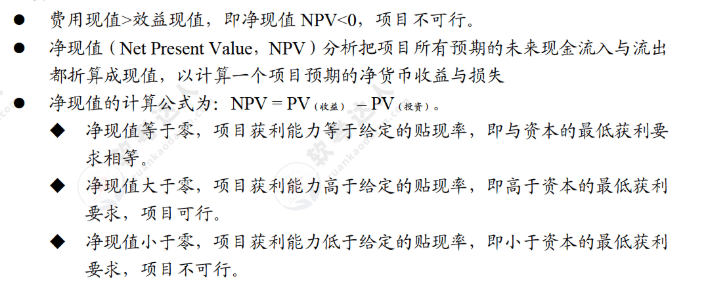 ● 费用现值>效益现值，即净现值 NPV<0，项目不可行。
● 净现值（Net Present Value，NPV）分析把项目所有预期的未来现金流入与流出
都折算成现值，以计算一个项目预期的净货币收益与损失
● 净现值的计算公式为：NPV = PV（收益） – PV（投资）。
◆ 净现值等于零，项目获利能力等于给定的贴现率，即与资本的最低获利要
求相等。
◆ 净现值大于零，项目获利能力高于给定的贴现率，即高于资本的最低获利
要求，项目可行。
◆ 净现值小于零，项目获利能力低于给定的贴现率，即小于资本的最低获利
要求，项目不可行。
软考达人